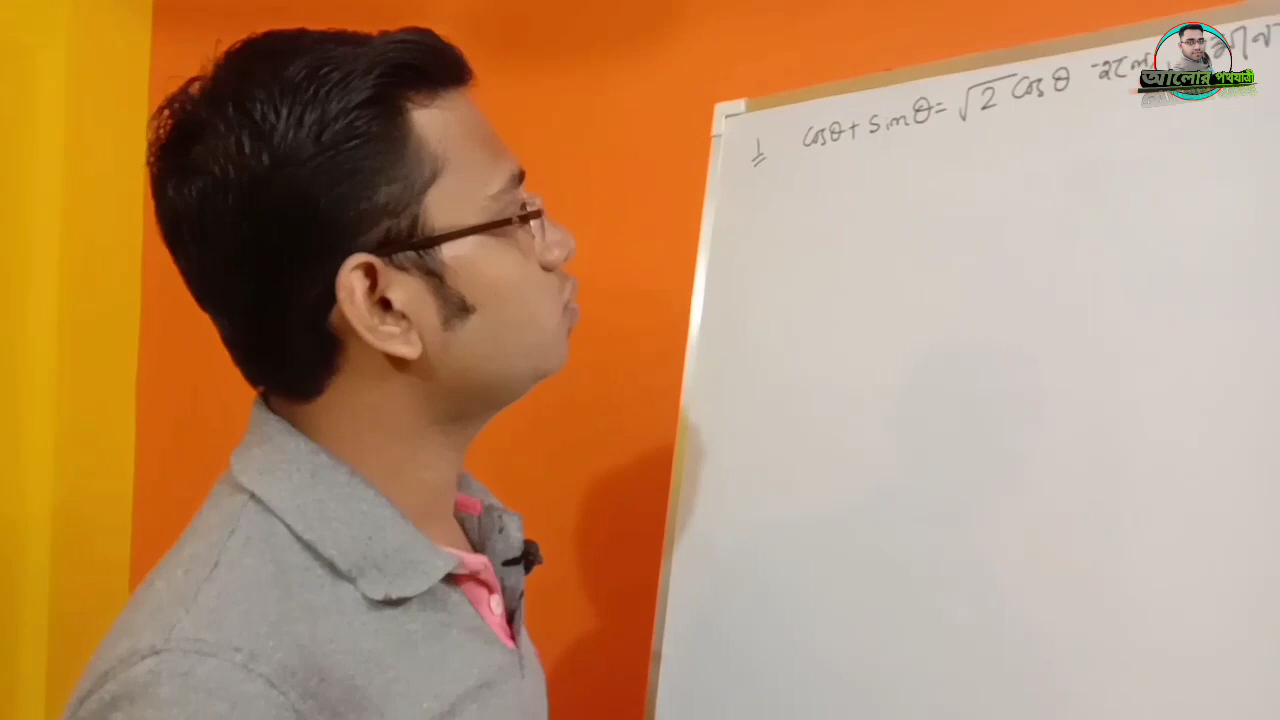 1 cosθ + sinθ = √2 cosθ হলে
আলোর পথযাত্রী